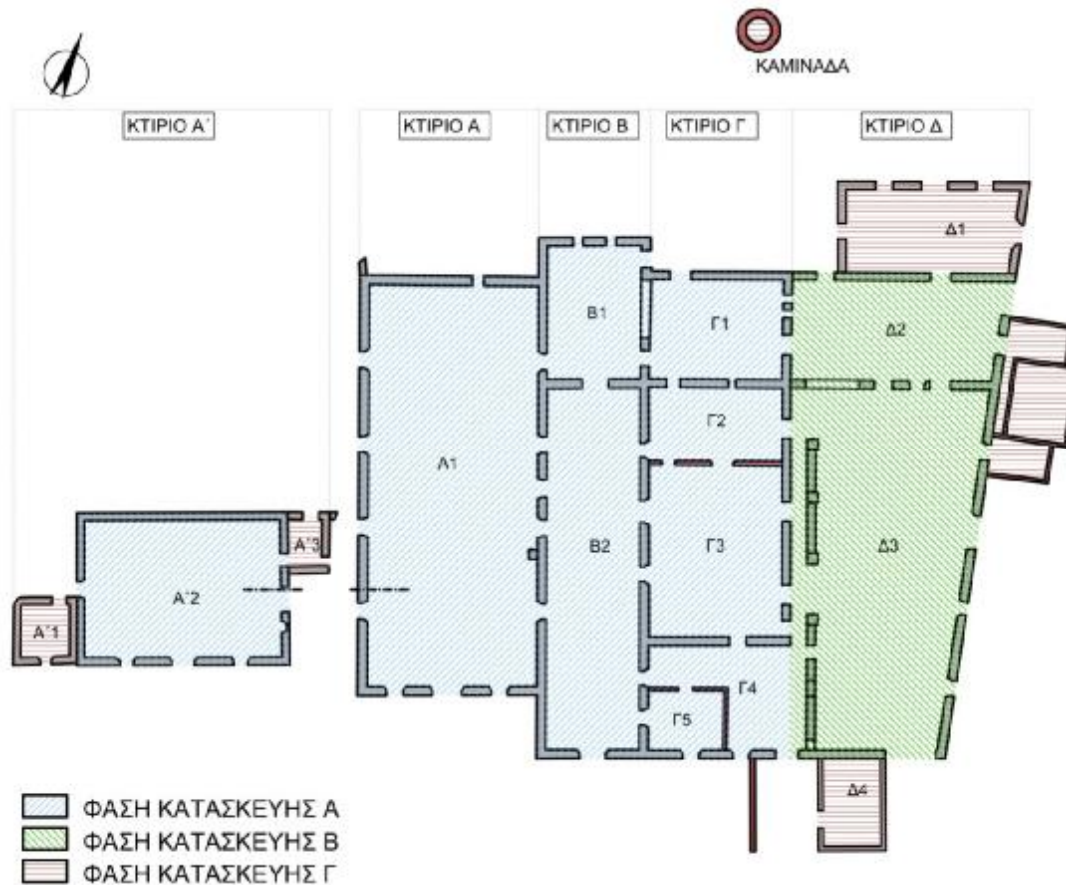 ΚΑΜΙΝΑΔΑ
ΚΤΙΡΙΟ Α΄
ΚΤΙΡΙΟ Α
ΚΤΙΡΙΟ Β
ΚΤΙΡΙΟ Γ
ΚΤΙΡΙΟ Δ
Δ1
Β1
Γ1
Δ2
Γ2
Α1
Α΄3
Β2
Γ3
Δ3
Α΄2
Α΄1
Γ4
Γ5
Δ4
ΦΑΣΗ ΚΑΤΑΣΚΕΥΗΣ Α
ΦΑΣΗ ΚΑΤΑΣΚΕΥΗΣ Β
ΦΑΣΗ ΚΑΤΑΣΚΕΥΗΣ Γ